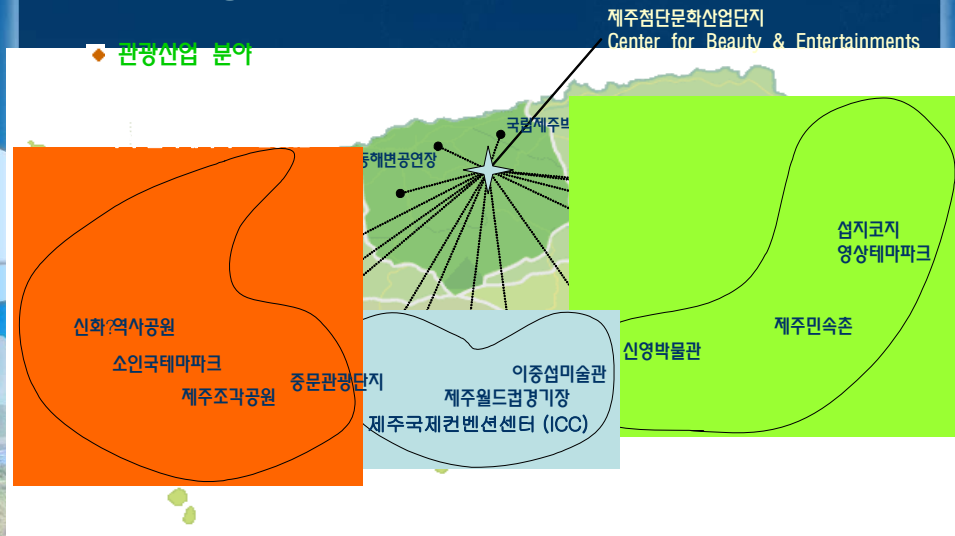 제주첨단문화산업단지
Center for Beauty & Entertainments
관광산업 분야
국립제주박
해변공연장
섭지코지
영상테마파크
신화?역사공원
제주민속촌
신영박물관
소인국테마파크
이중섭미술관
중문관광단지
제주조각공원
제주월드컵경기장
제주국제컨벤션센터 (ICC)